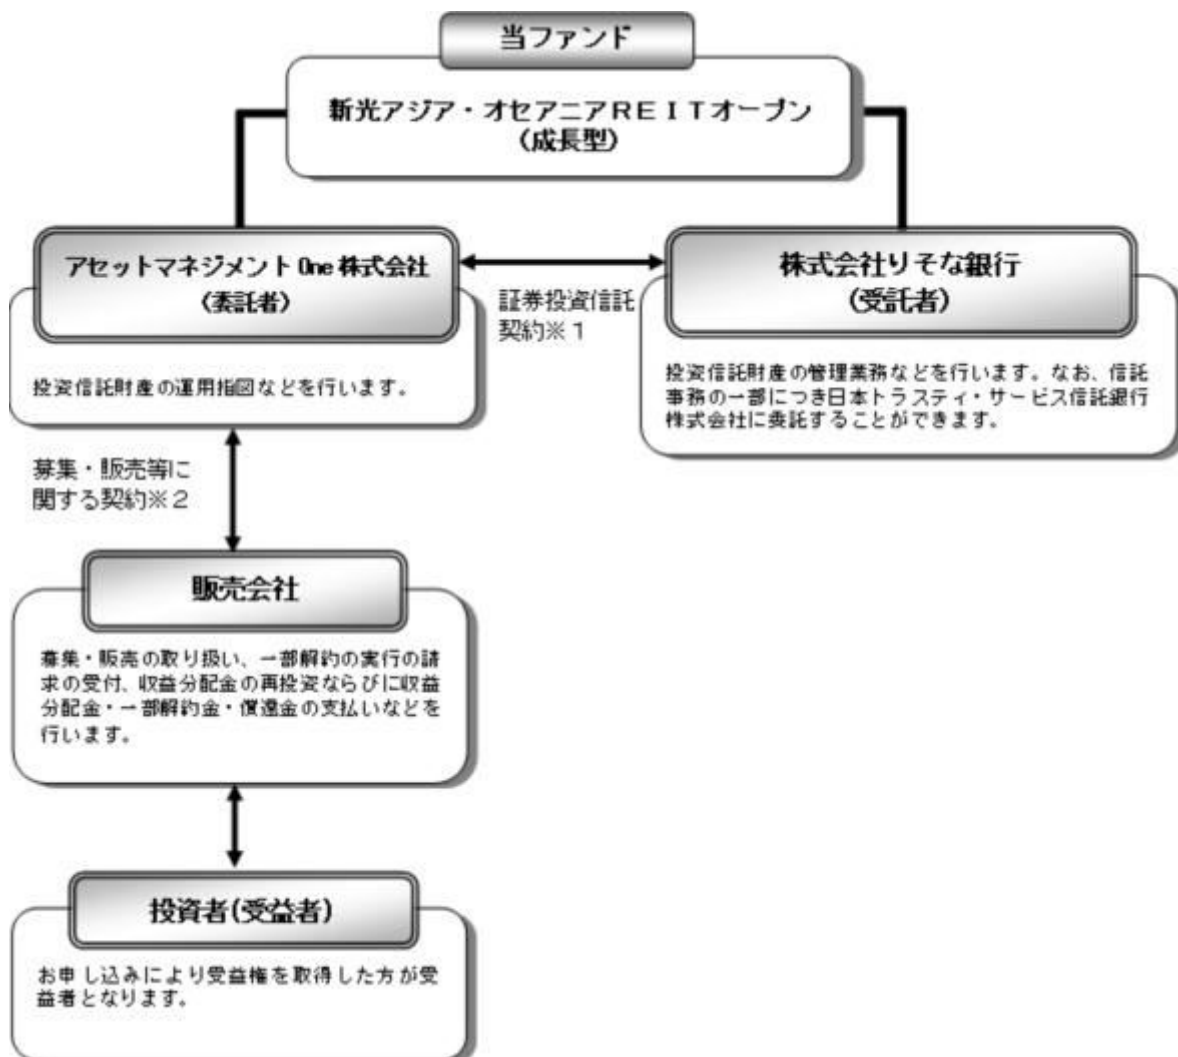 当ファンド
新光アジア・オセアニアＲＥＩＴオープン
（成長型）
アセットマネジメントOne株式会社
（委託者）
投資信託財産の運用指図などを行います。
証券投資信託
契約※１
株式会社りそな銀行
（受託者）
投資信託財産の管理業務などを行います。なお、信託
事務の一部につき日本トラスティ・サービス信託銀行
株式会社に委託することができます。
募集・販売等に
関する契約※２
販売会社
募集・販売の取り扱い、一部解約の実行の請
求の受付、収益分配金の再投資ならびに収益
分配金・一部解約金・償還金の支払いなどを
行います。
投資者(受益者)
お申し込みにより受益権を取得した方が受
益者となります。